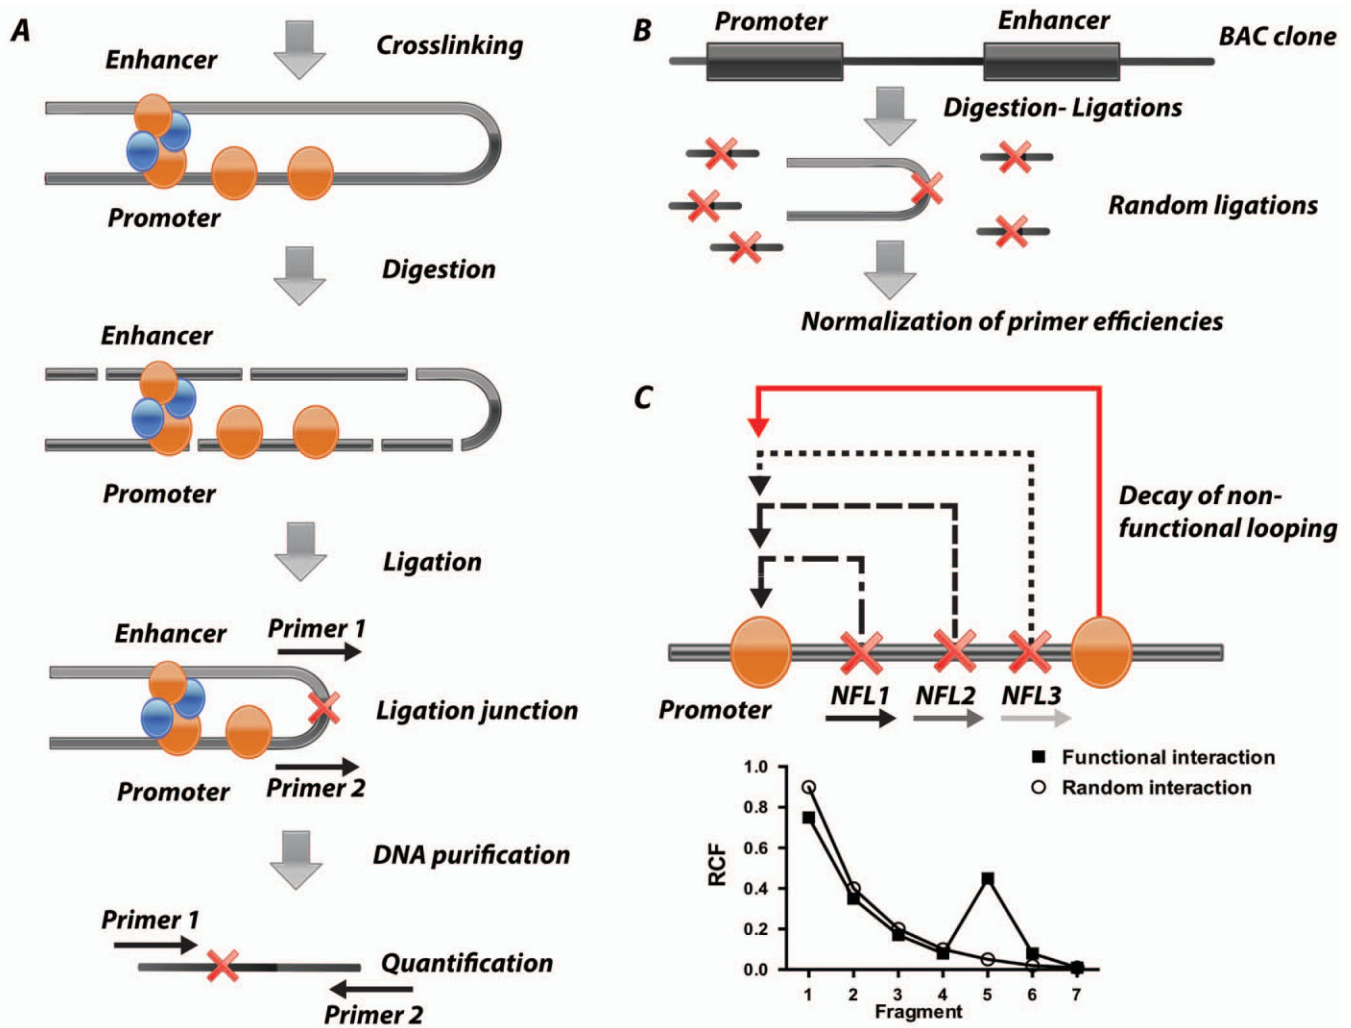 A
Crosslinking
Enhancer
Promoter
Digestion
Enhancer
Promoter
Ligation
Enhancer
Primer 1
Ligation junction
Promoter
Primer 2
DNA purification
Primer 1
Quantification
Primer 2
B
Promoter
Enhancer
BAC clone
Digestion- Ligations
Random ligations
Normalization of primer efficiencies
C
Decay of non-
functional looping
Promoter
NFL1
NFL2
NFL3
Functional interaction
Random interaction
RCF
1.0
0.8
0.6
0.4
0.2
0.0
1 2 3 4 5 6 7
Fragment